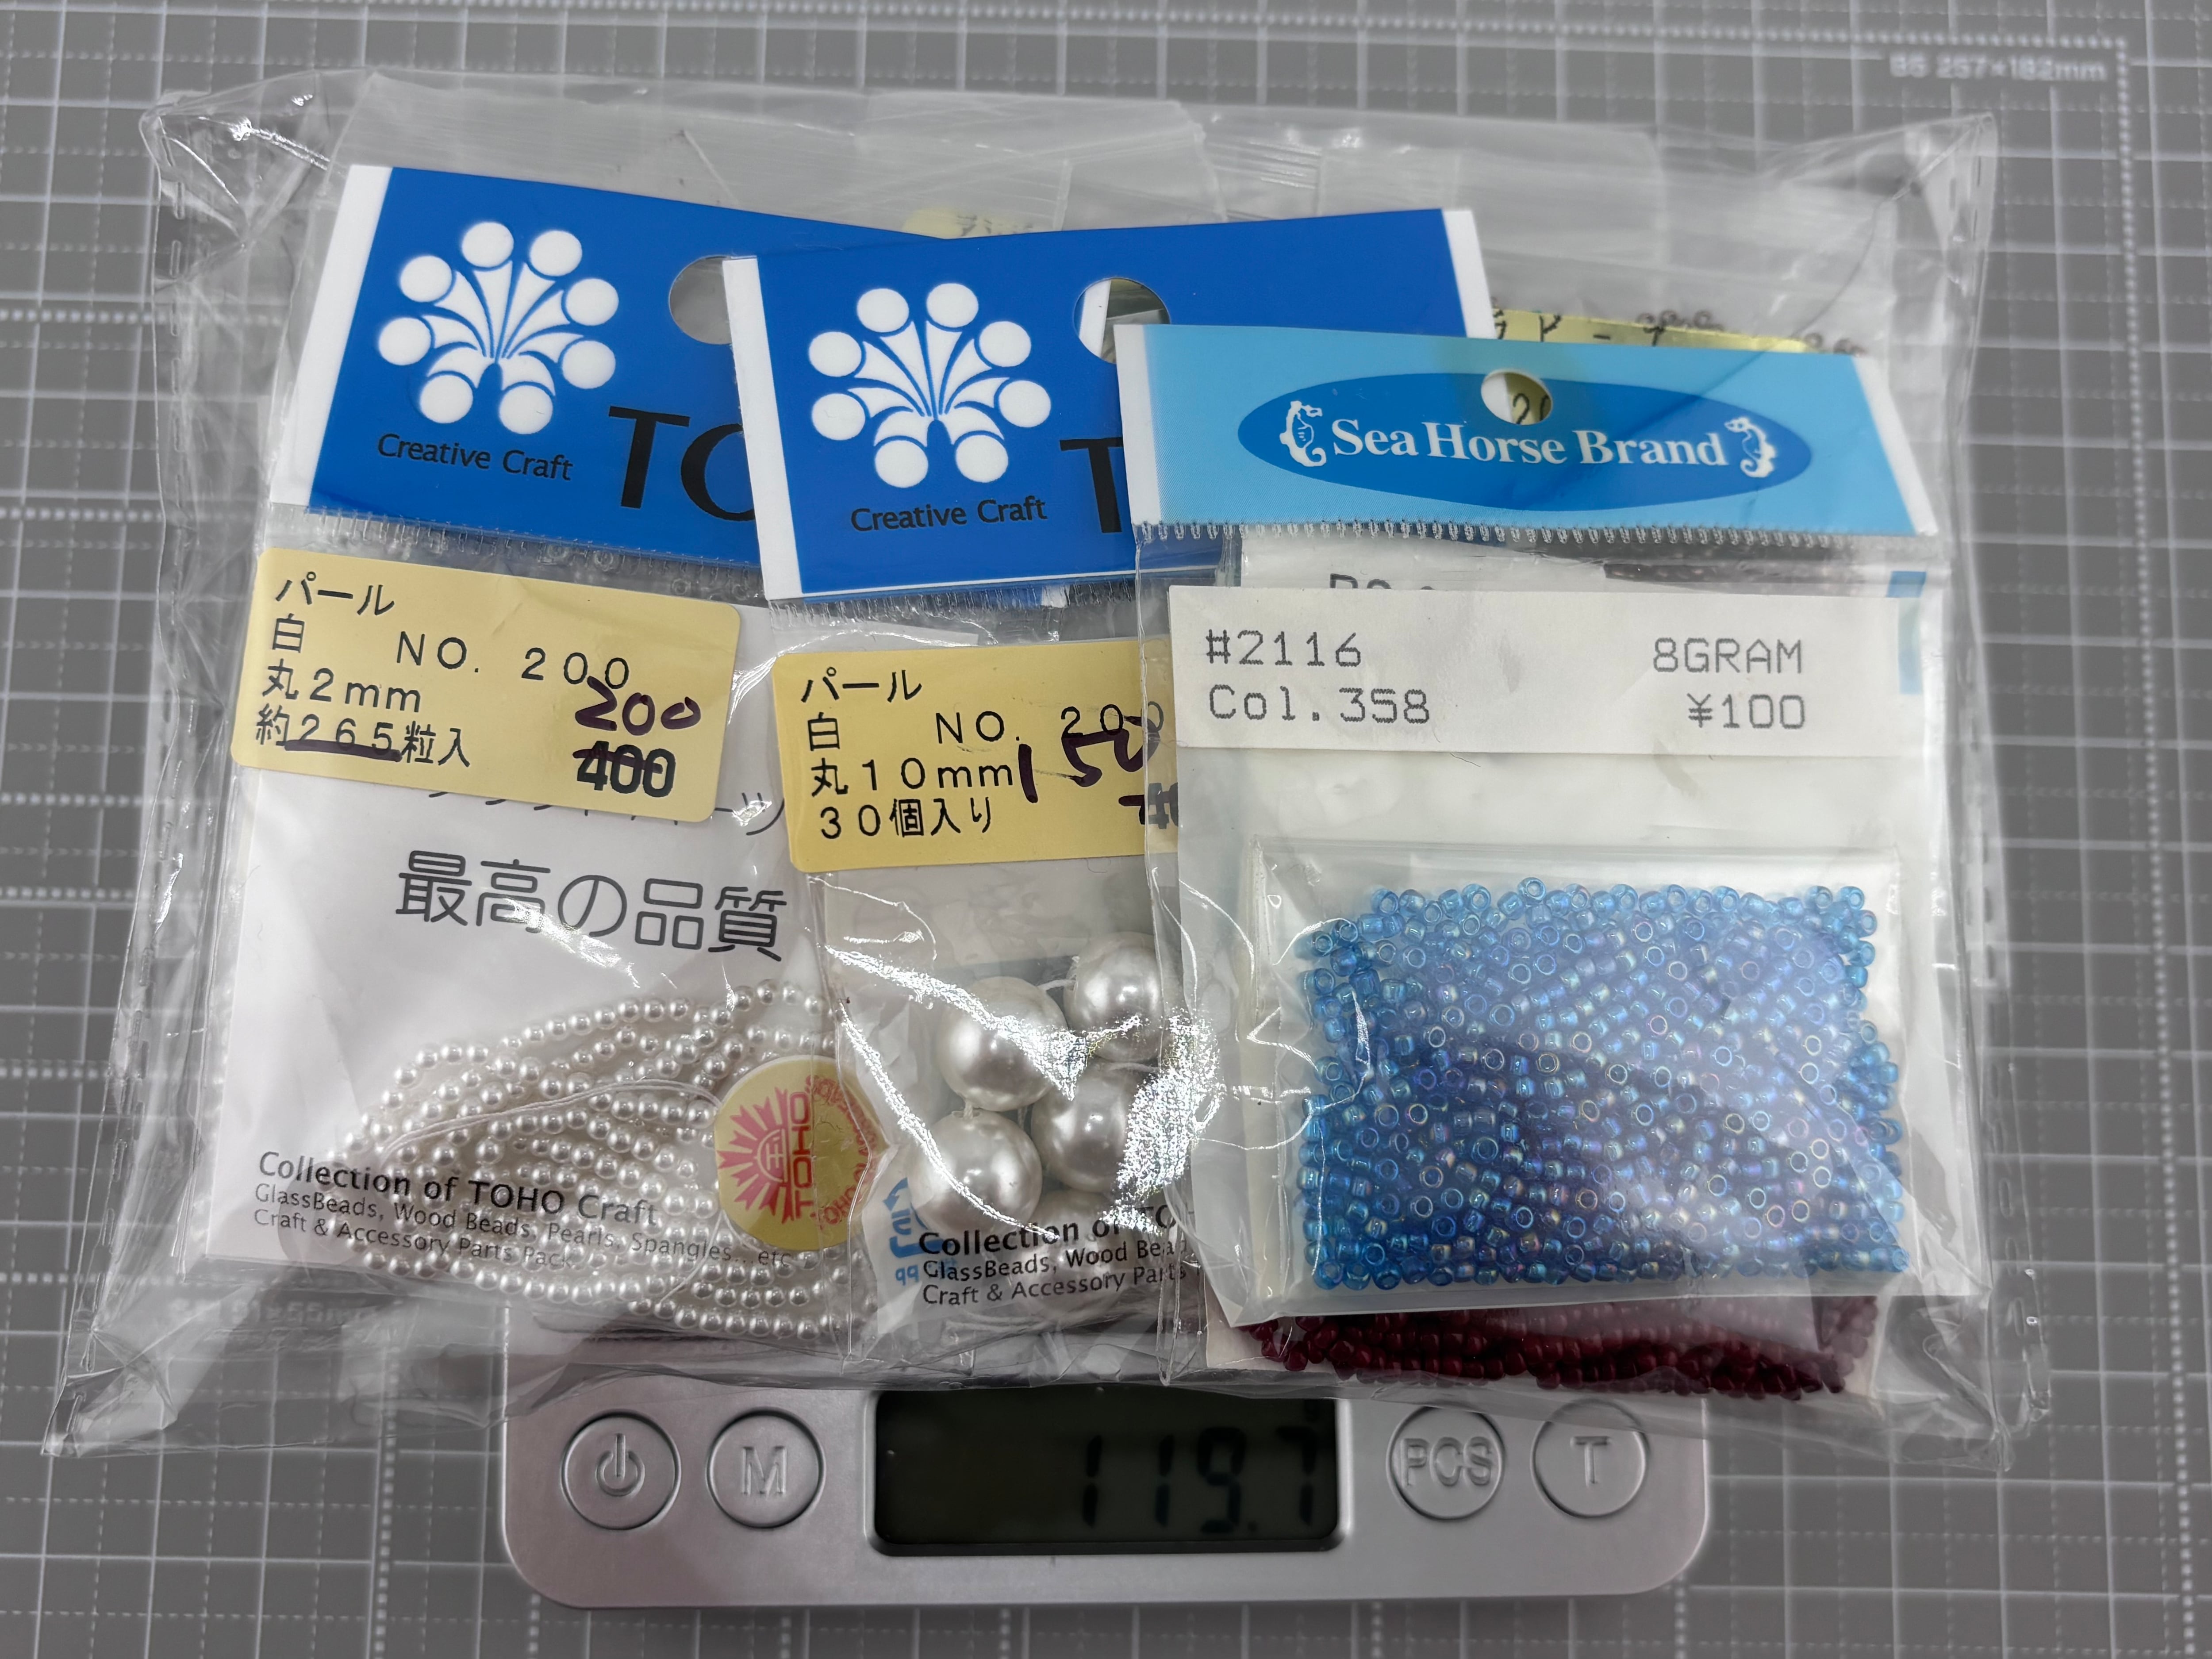 B5 257×182mm
Creative Craft
TO
Creative Craft
T
Sea Horse Brand
パール
白 NO. 200
丸2mm
約265粒入
200
400
パール
白 NO. 200
丸10mm
30個入り
150
#2116 8GRAM
Col.358 ¥100
最高の品質
TOHO
Collection of TOHO Craft
GlassBeads, Wood Beads, Pearls, Spangles...etc
Craft & Accessory Parts Pack
Collection of TOH
GlassBeads, Wood Bea
Craft & Accessory Parts
M
119.7
PCS
T